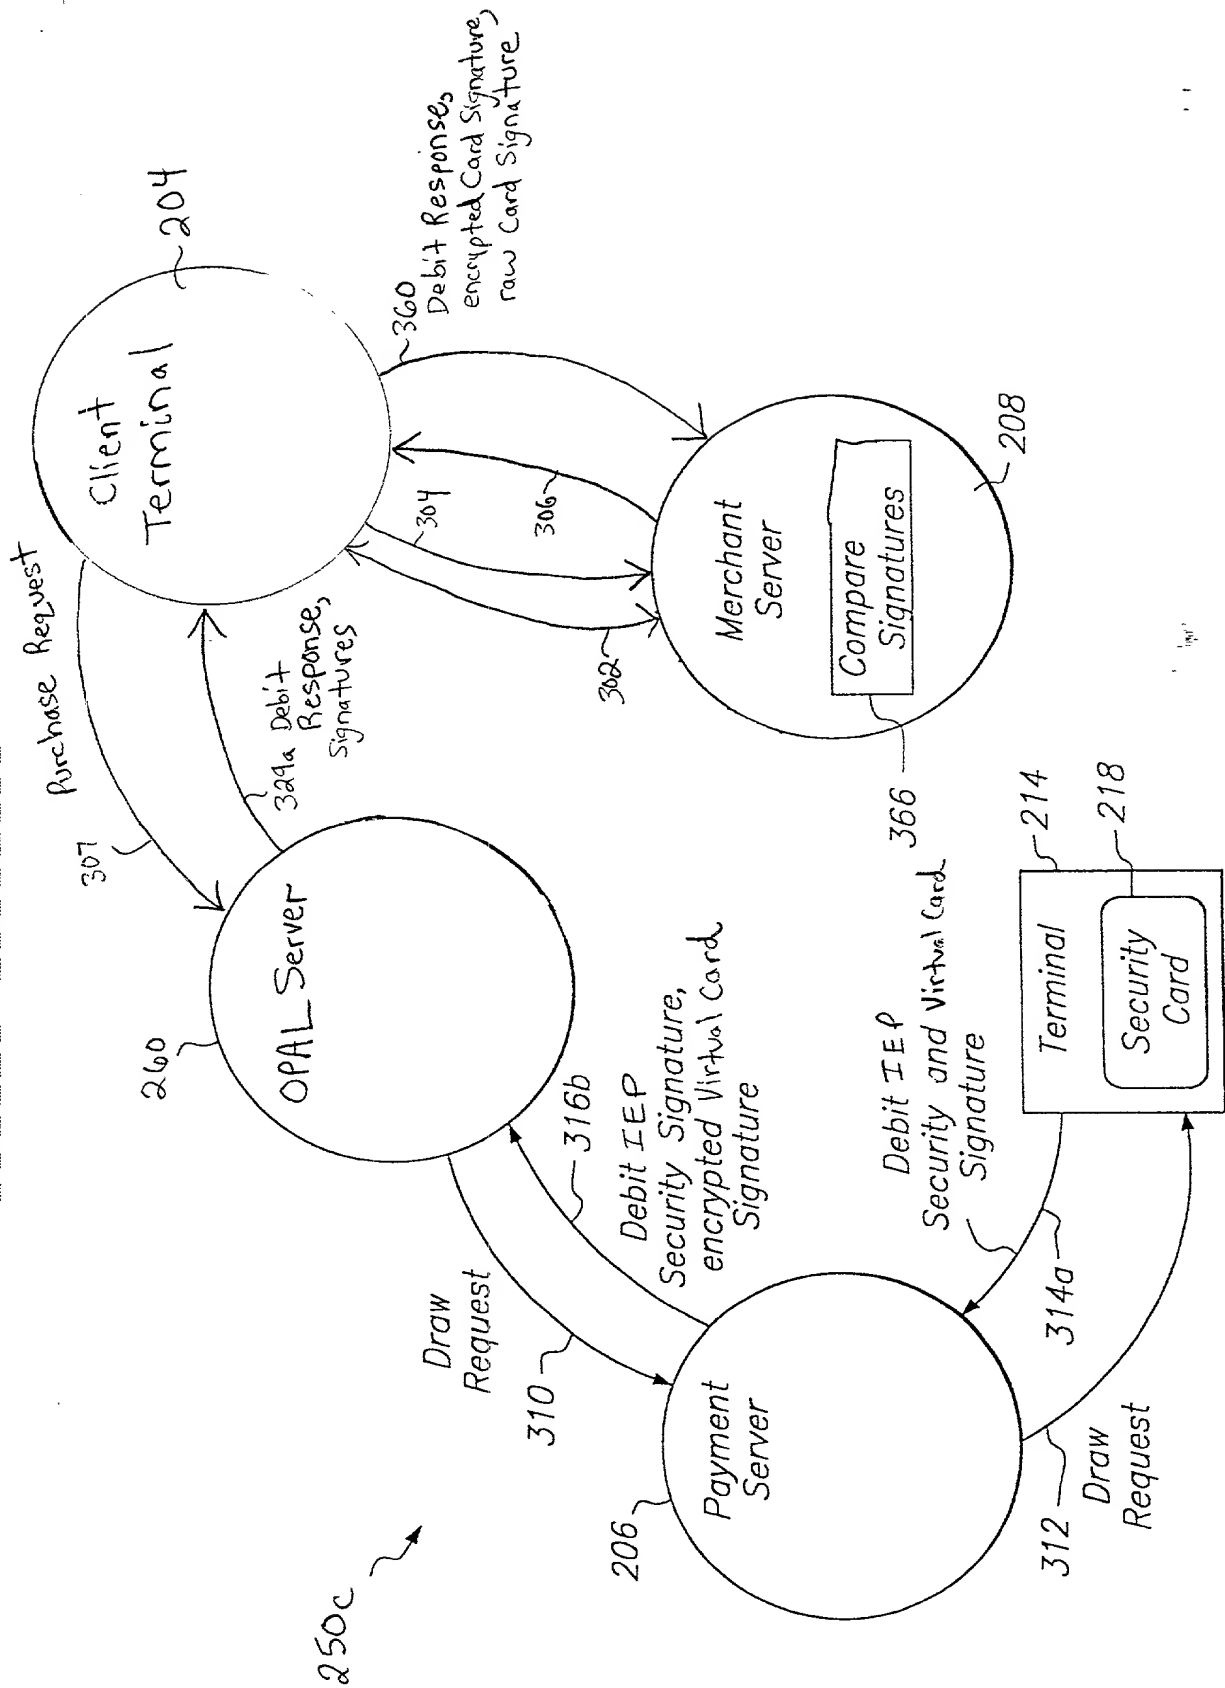 250c
Purchase Request
307
Client
Terminal
204
324a Debit
Response,
Signatures
260
OPAL Server
304
306
302
360
Debit Response,
encrypted Card Signature,
raw Card Signature
Merchant
Server
Compare
Signatures
208
366
Draw
Request
310
316b
Debit IEP
Security Signature,
encrypted Virtual Card
Signature
206
Payment
Server
Debit IEP
Security and Virtual Card
Signature
314a
312
Draw
Request
Terminal
214
Security
Card
218